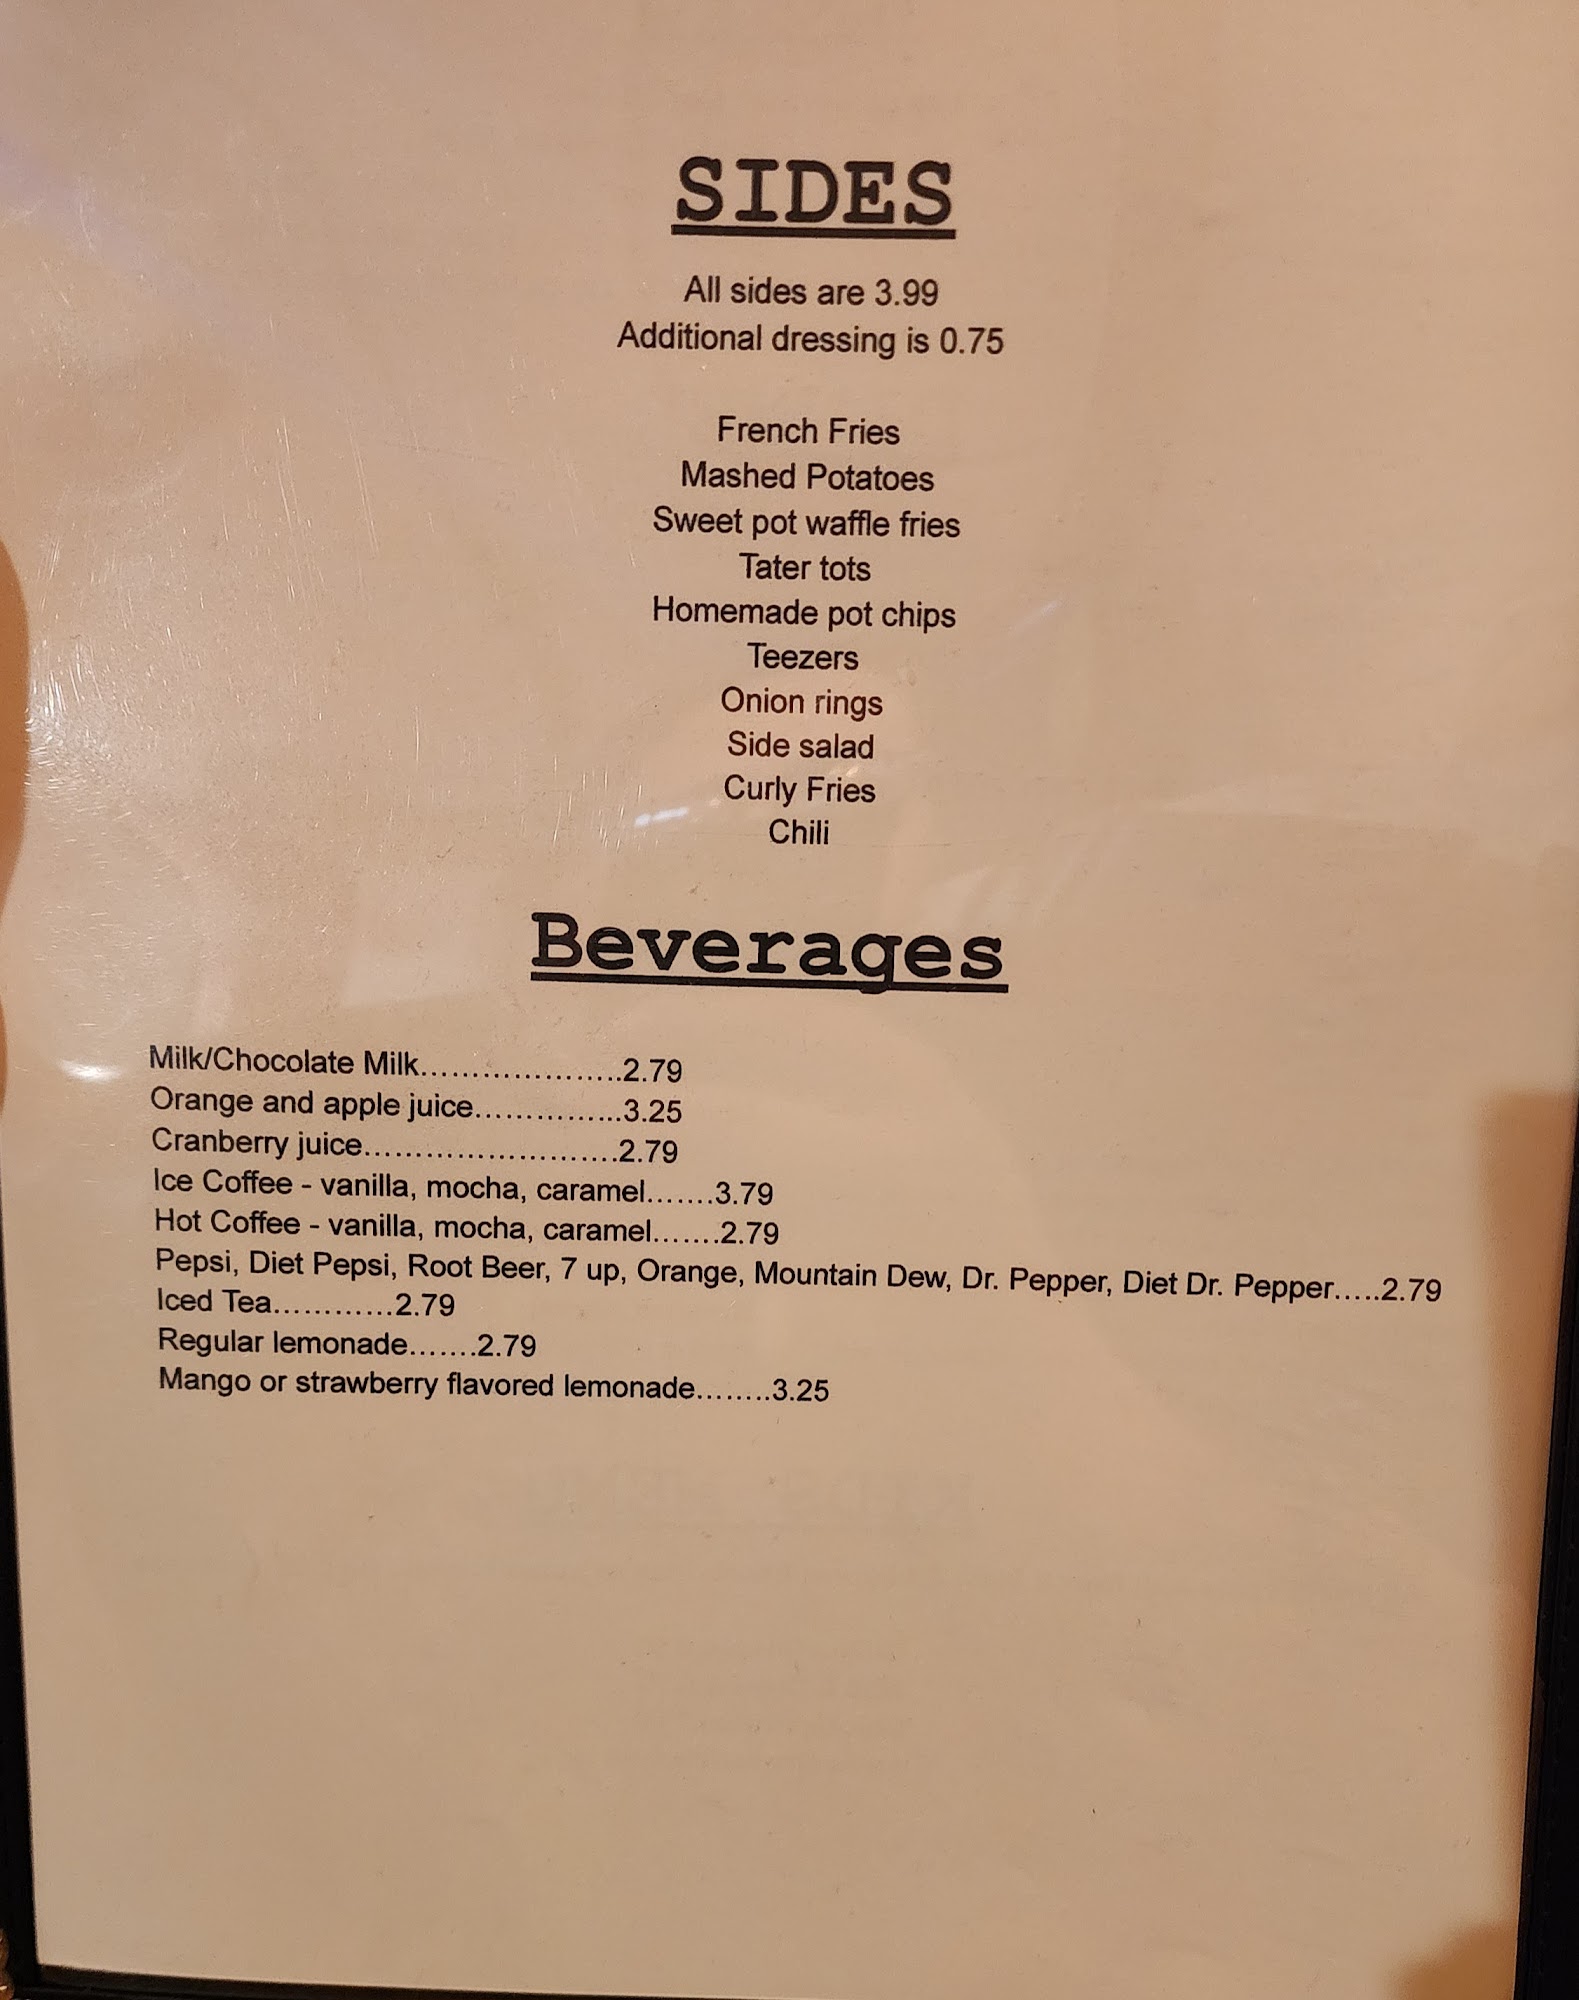 SIDES
All sides are 3.99
Additional dressing is 0.75
French Fries
Mashed Potatoes
Sweet pot waffle fries
Tater tots
Homemade pot chips
Teezers
Onion rings
Side salad
Curly Fries
Chili
Beverages
Milk/Chocolate Milk.....................2.79
Orange and apple juice...............3.25
Cranberry juice..........................2.79
Ice Coffee - vanilla, mocha, caramel.......3.79
Hot Coffee - vanilla, mocha, caramel.......2.79
Pepsi, Diet Pepsi, Root Beer, 7 up, Orange, Mountain Dew, Dr. Pepper, Diet Dr. Pepper.....2.79
Iced Tea............2.79
Regular lemonade.......2.79
Mango or strawberry flavored lemonade........3.25